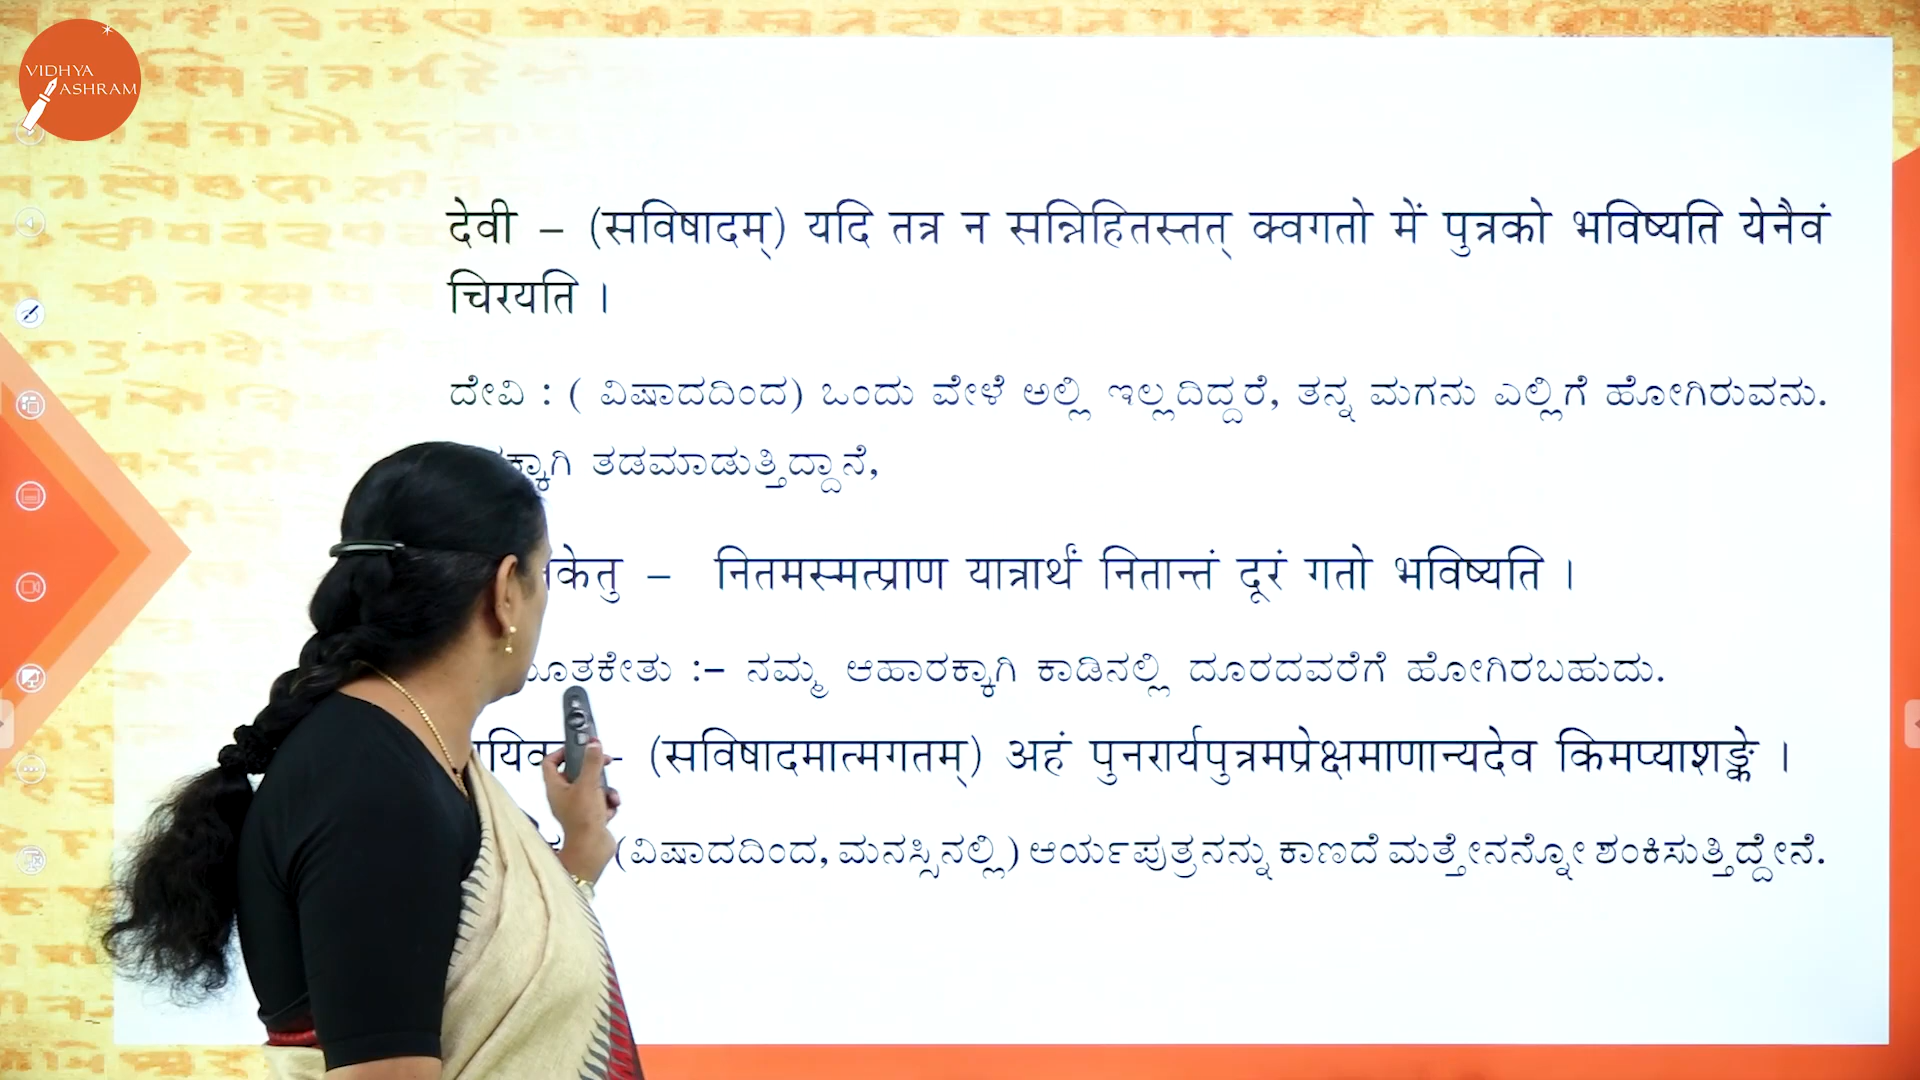 VIDHYA
ASHRAM
देवी – (सविषादम्) यदि तत्र न सन्निहितस्तत् क्वगतो में पुत्रको भविष्यति येनैवं
चिरयति ।
ದೇವಿ : ( ವಿಷಾದದಿಂದ) ಒಂದು ವೇಳೆ ಅಲ್ಲಿ ಇಲ್ಲದಿದ್ದರೆ, ತನ್ನ ಮಗನು ಎಲ್ಲಿಗೆ ಹೋಗಿರುವನು.
ತಡಮಾಡುತ್ತಿದ್ದಾನೆ,
– नितमस्मत्प्राण यात्रार्थं नितान्तं दूरं गतो भविष्यति ।
:– ನಮ್ಮ ಆಹಾರಕ್ಕಾಗಿ ಕಾಡಿನಲ್ಲಿ ದೂರದವರೆಗೆ ಹೋಗಿರಬಹುದು.
– (सविषादमात्मगतम्) अहं पुनरार्यपुत्रमप्रेक्षमाणान्यदेव किमप्याशङ्के ।
(ವಿಷಾದದಿಂದ, ಮನಸ್ಸಿನಲ್ಲಿ) ಆರ್ಯಪುತ್ರನನ್ನು ಕಾಣದೆ ಮತ್ತೇನನ್ನೋ ಶಂಕಿಸುತ್ತಿದ್ದೇನೆ.